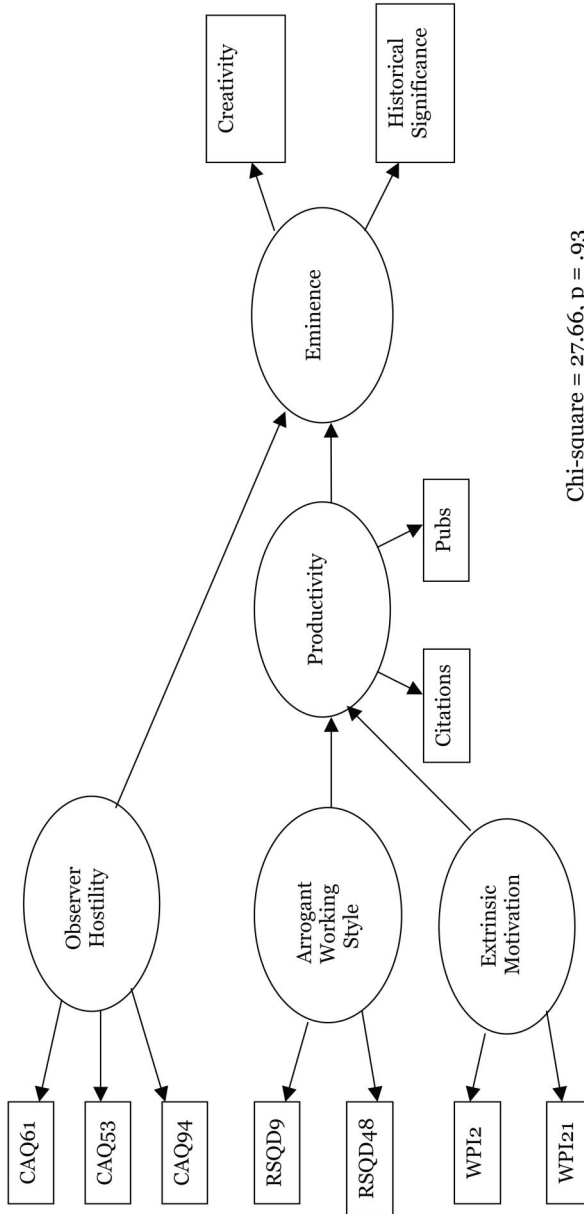 CAQ61
CAQ53
CAQ94
RSQD9
RSQD48
WPI2
WPI21
Observer
Hostility
Arrogant
Working
Style
Extrinsic
Motivation
Productivity
Citations
Pubs
Eminence
Creativity
Historical
Significance
Chi-square = 27.66, p = .93